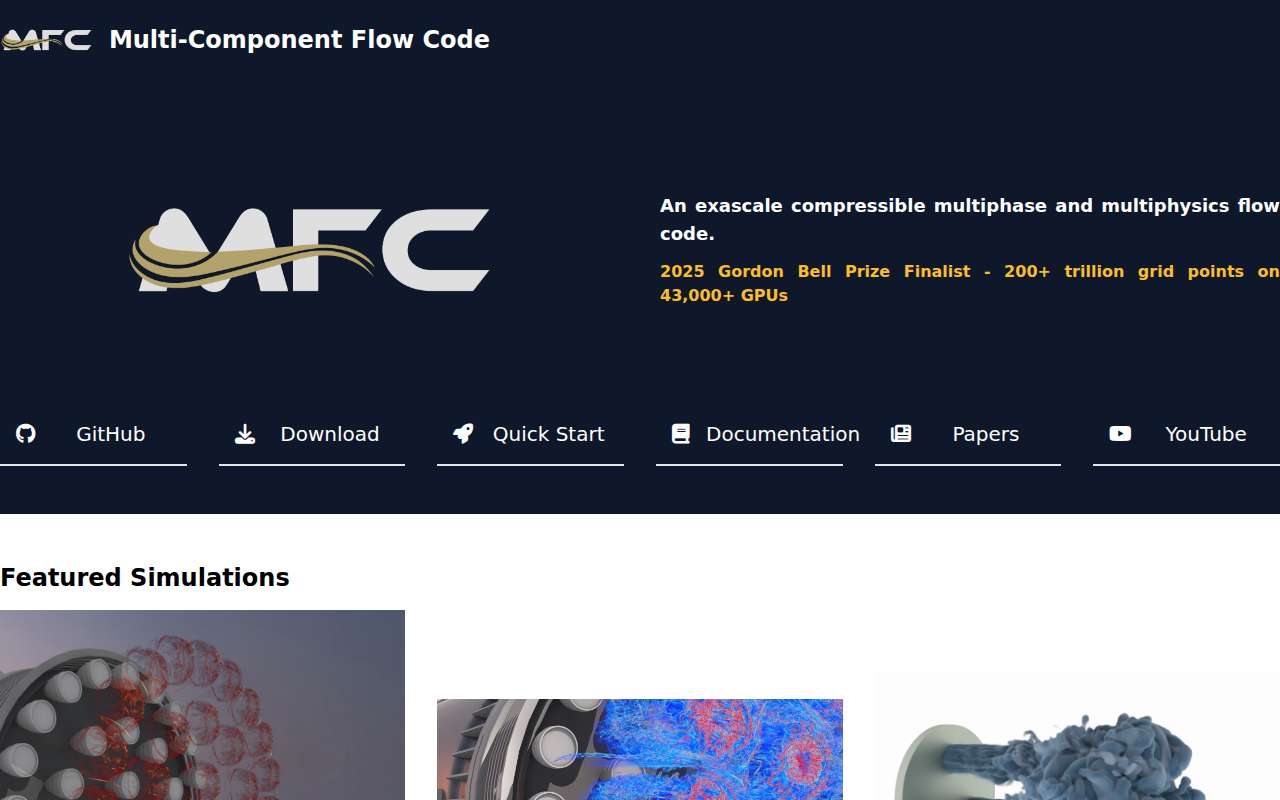 MFC Multi-Component Flow Code
MFC
An exascale compressible multiphase and multiphysics flow
code.
2025 Gordon Bell Prize Finalist - 200+ trillion grid points on
43,000+ GPUs
GitHub Download Quick Start Documentation Papers YouTube
Featured Simulations